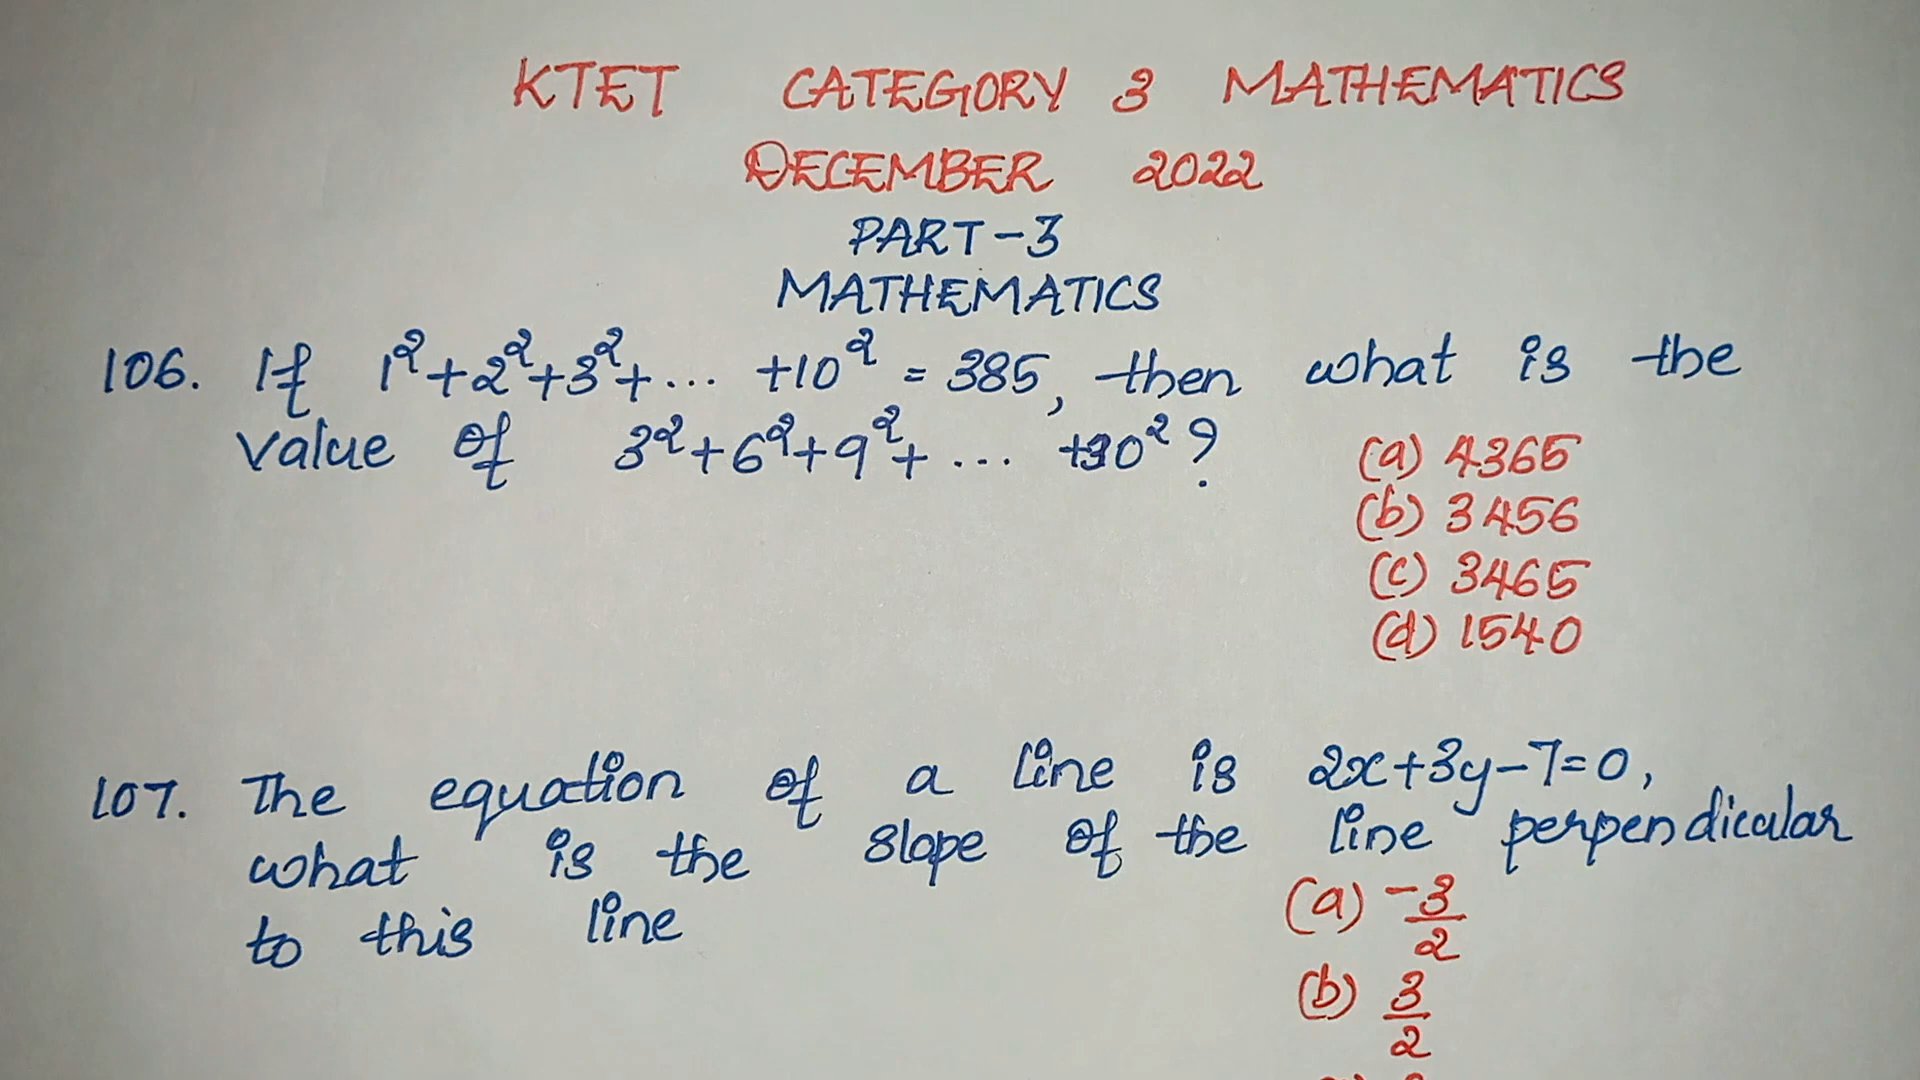 KTET CATEGORY 3 MATHEMATICS
DECEMBER 2022
PART-3
MATHEMATICS
106. If 1²+2²+3²+... +10² = 385, then what is the
value of 3²+6²+9²+ ... +30² ?
(a) 4365
(b) 3456
(c) 3465
(d) 1540
107. The equation of a line is 2x+3y-7=0,
what is the slope of the line perpendicular
to this line
(a) -3/2
(b) 3/2